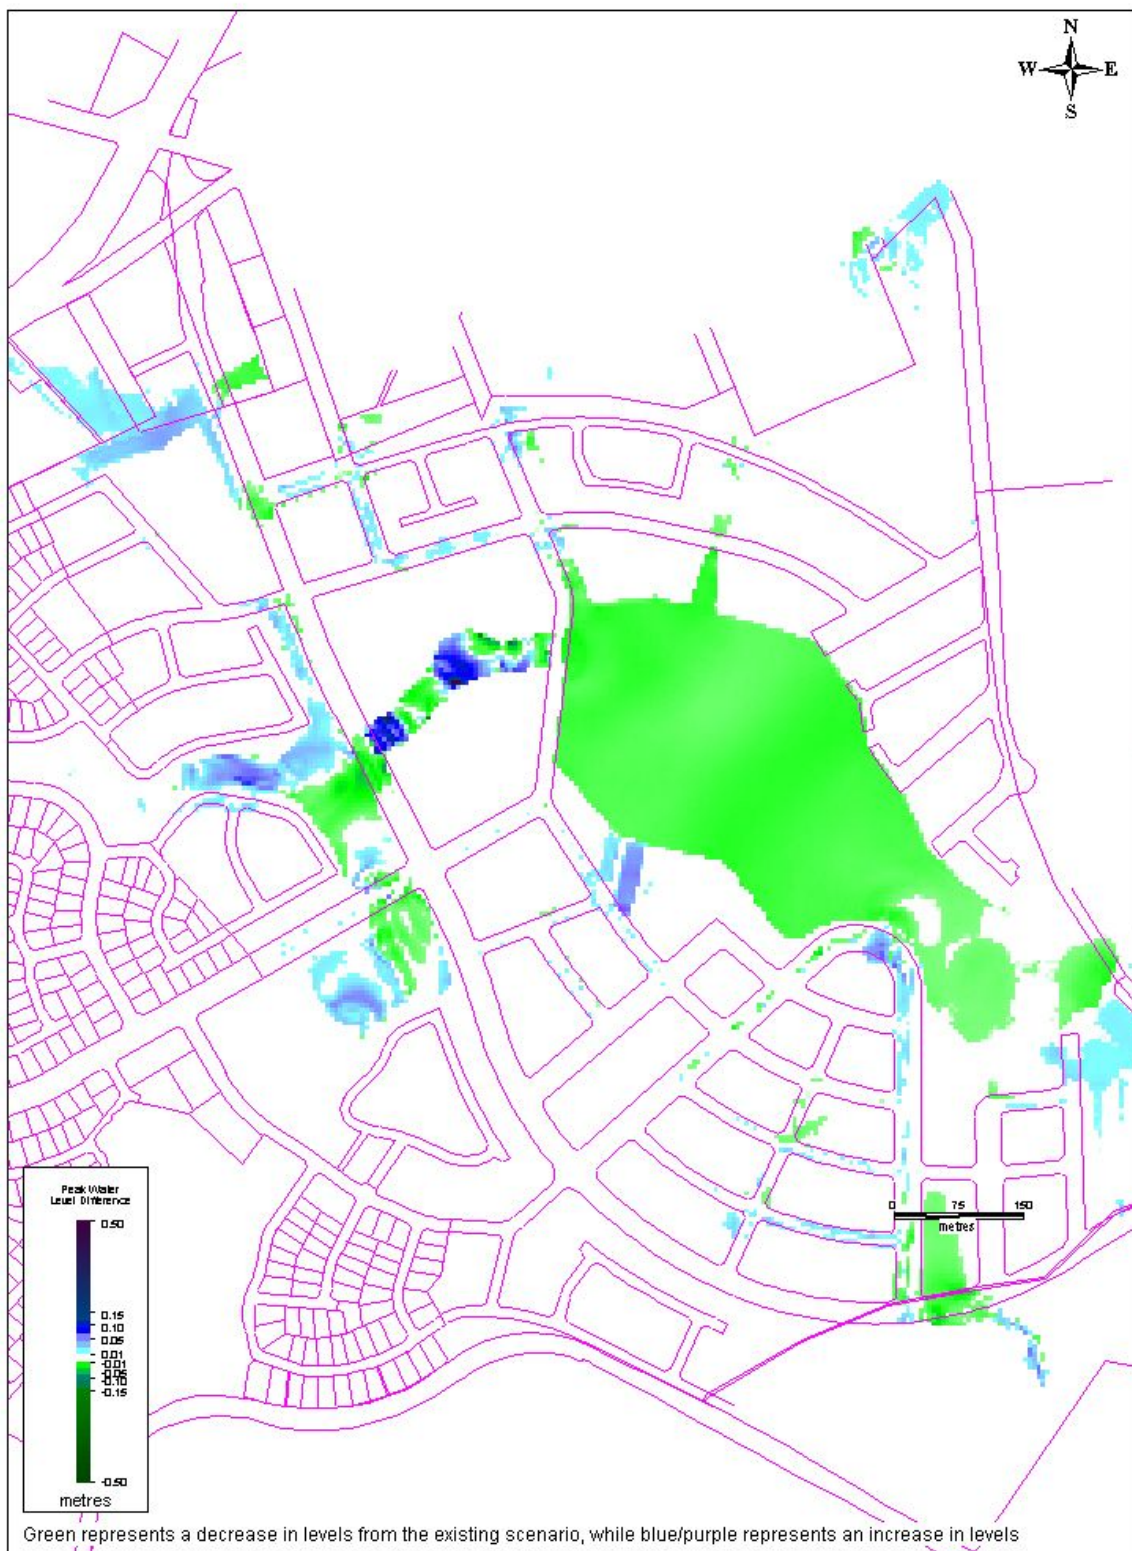 N
W E
S
0 75 150
metres
Peak Water
Level Difference
0.50
0.15
0.10
0.05
0.01
-0.01
-0.05
-0.10
-0.15
-0.50
metres
Green represents a decrease in levels from the existing scenario, while blue/purple represents an increase in levels